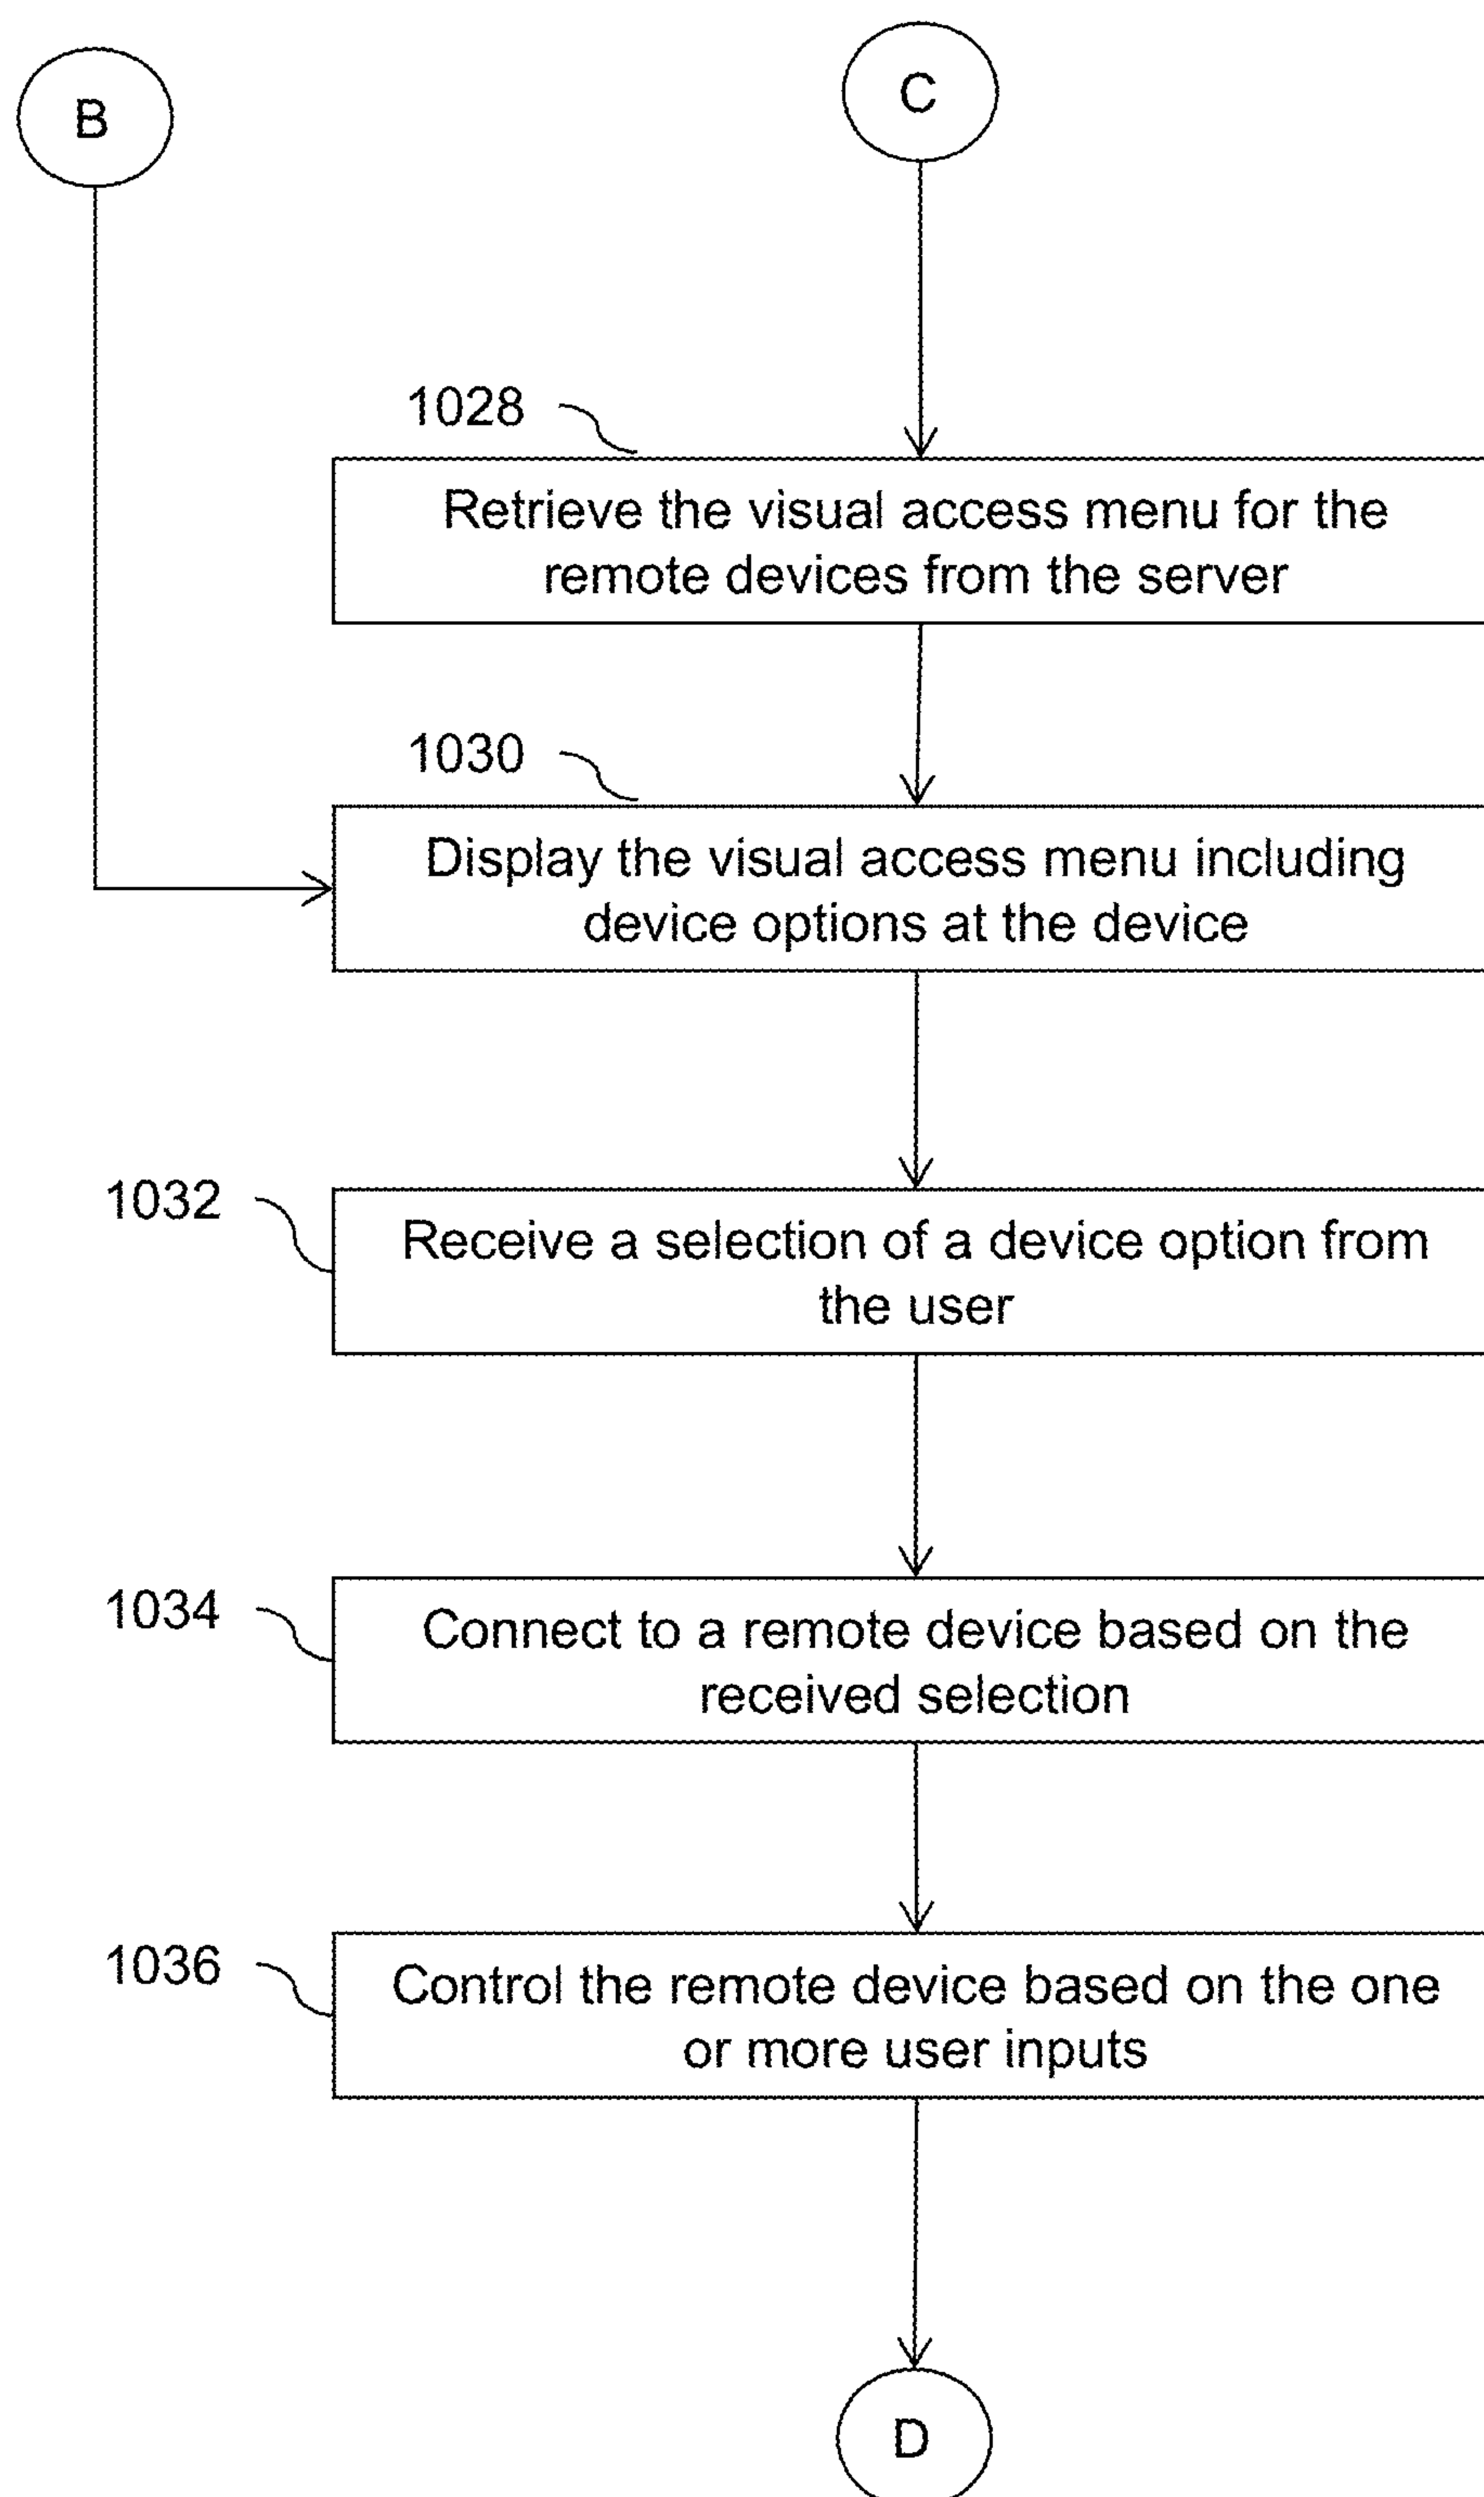 B
C
1028
Retrieve the visual access menu for the
remote devices from the server
1030
Display the visual access menu including
device options at the device
1032
Receive a selection of a device option from
the user
1034
Connect to a remote device based on the
received selection
1036
Control the remote device based on the one
or more user inputs
D